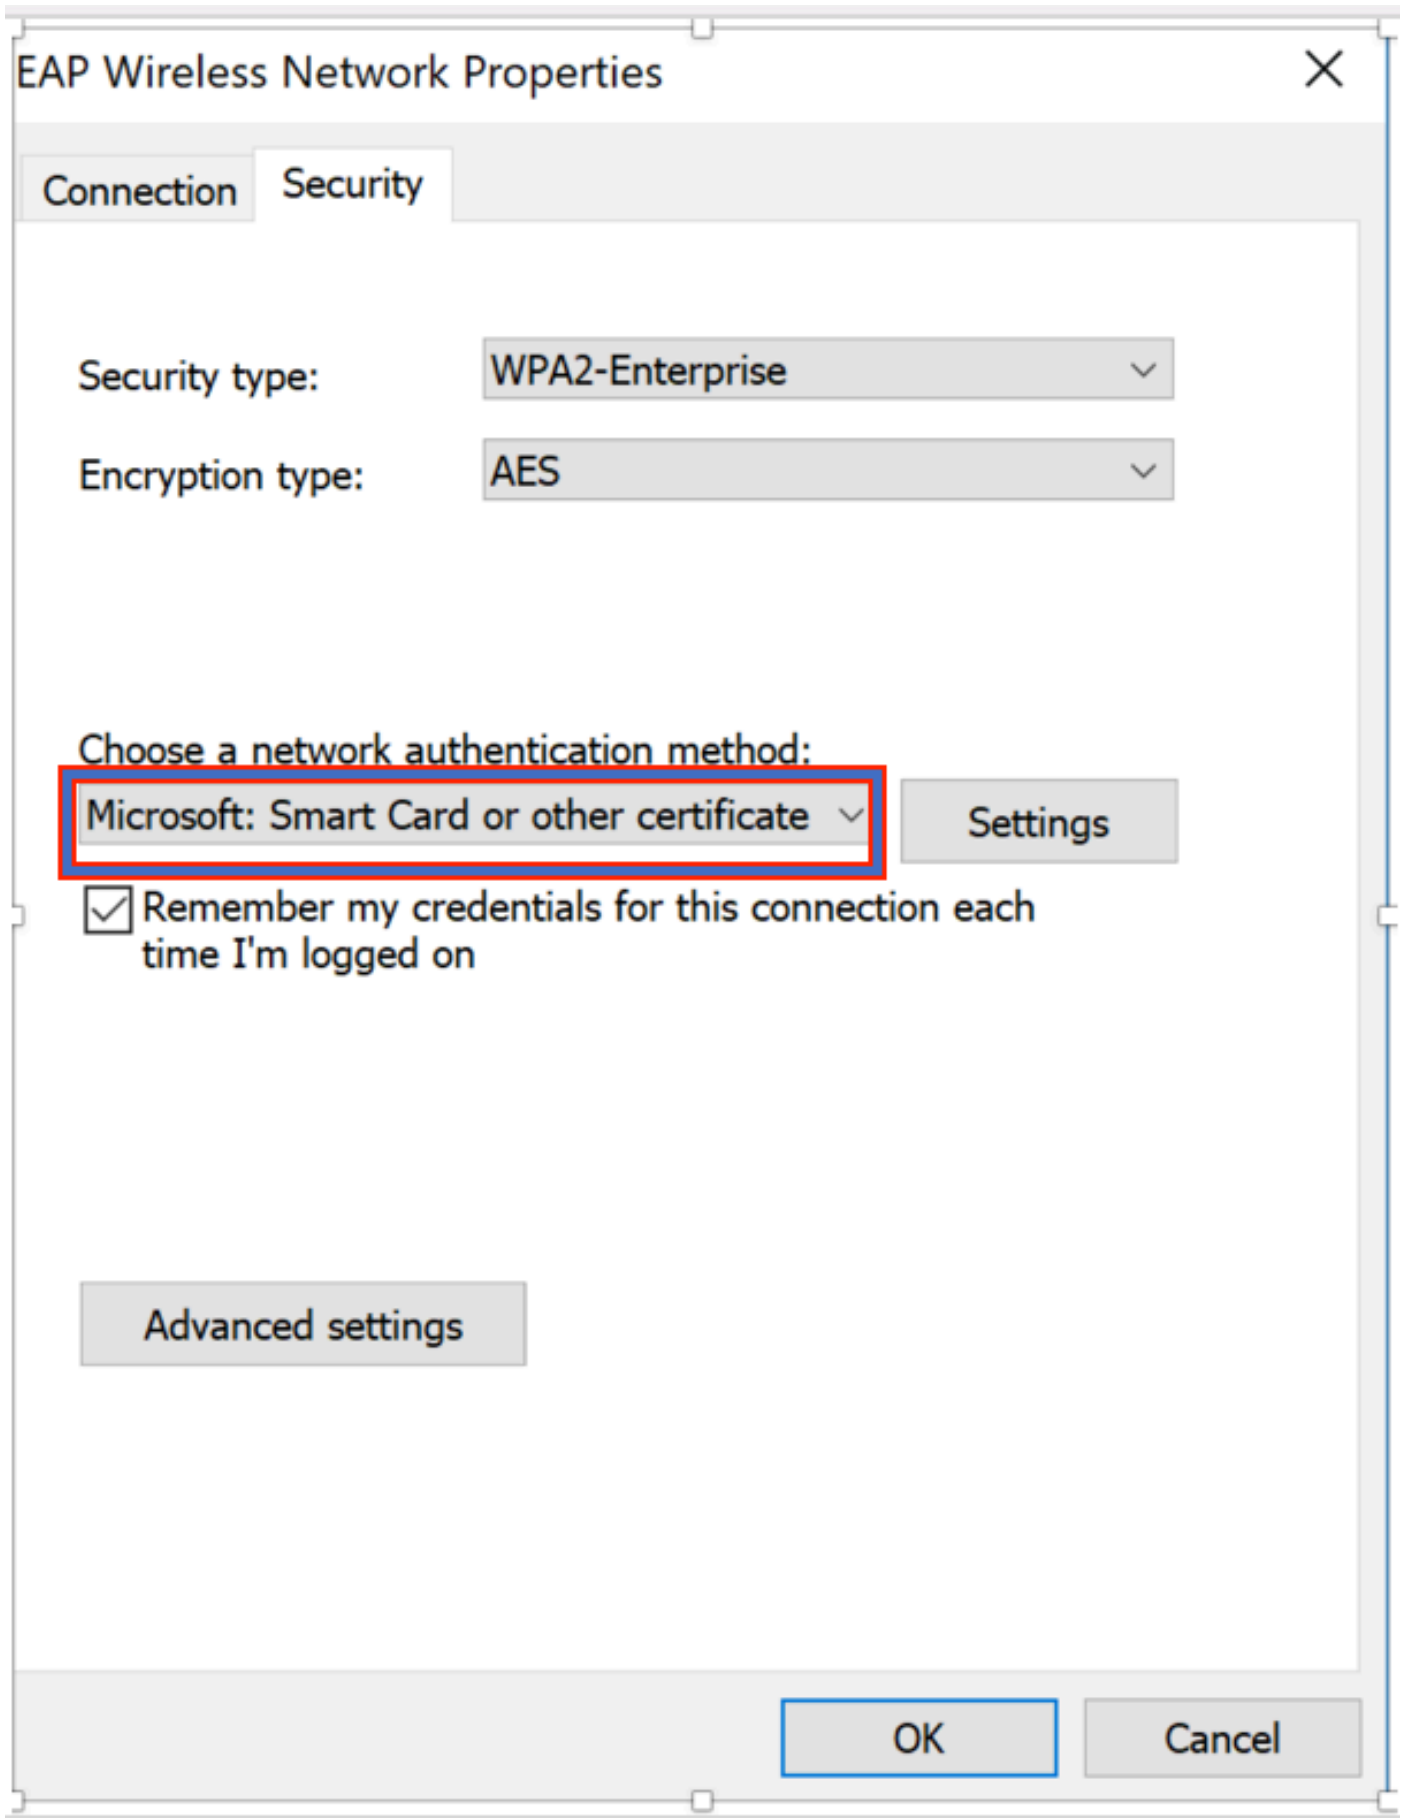 EAP Wireless Network Properties
Connection
Security
Security type:
WPA2-Enterprise
Encryption type:
AES
Choose a network authentication method:
Microsoft: Smart Card or other certificate
Settings
Remember my credentials for this connection each
time I'm logged on
Advanced settings
OK
Cancel